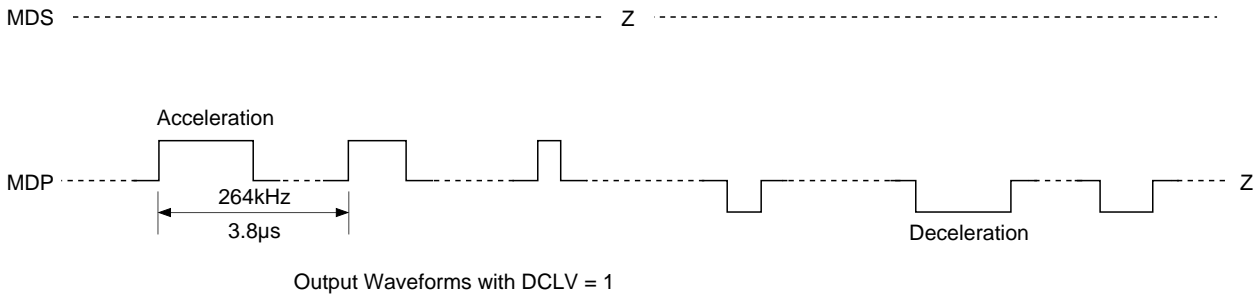 MDS Z
Acceleration
MDP Z
264kHz
3.8µs
Deceleration
Output Waveforms with DCLV = 1